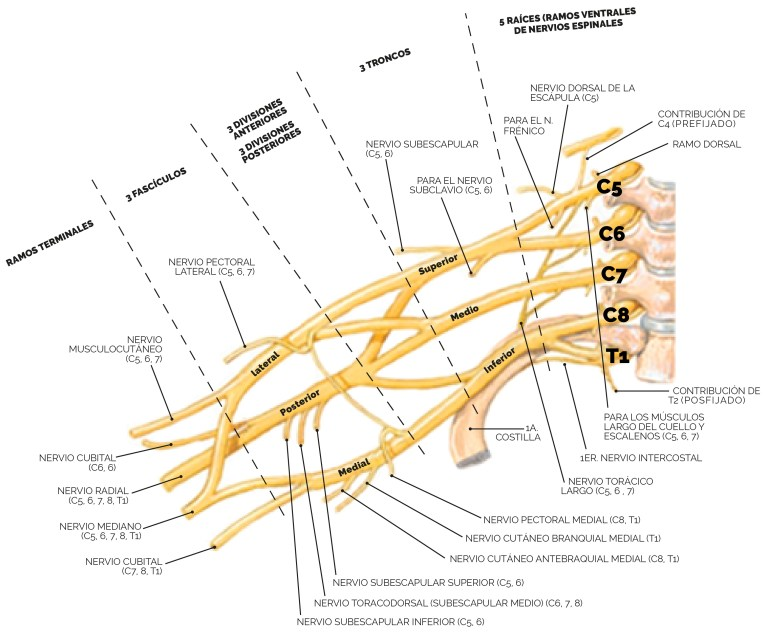 5 RAÍCES (RAMOS VENTRALES
DE NERVIOS ESPINALES
3 TRONCOS
3 DIVISIONES
ANTERIORES
3 DIVISIONES
POSTERIORES
3 FASCÍCULOS
RAMOS TERMINALES
NERVIO DORSAL DE LA
ESCÁPULA (C5)
PARA EL N.
FRÉNICO
CONTRIBUCIÓN DE
C4 (PREFIJADO)
RAMO DORSAL
NERVIO SUBESCAPULAR
(C5, 6)
PARA EL NERVIO
SUBCLAVIO (C5, 6)
C5
C6
C7
C8
T1
Superior
Medio
Inferior
NERVIO PECTORAL
LATERAL (C5, 6, 7)
Lateral
Posterior
Medial
NERVIO
MUSCULOCUTÁNEO
(C5, 6, 7)
NERVIO CUBITAL
(C6, 6)
NERVIO RADIAL
(C5, 6, 7, 8, T1)
NERVIO MEDIANO
(C5, 6, 7, 8, T1)
NERVIO CUBITAL
(C7, 8, T1)
1A.
COSTILLA
CONTRIBUCIÓN DE
T2 (POSFIJADO)
PARA LOS MÚSCULOS
LARGO DEL CUELLO Y
ESCALENOS (C5, 6, 7)
1ER. NERVIO INTERCOSTAL
NERVIO TORÁCICO
LARGO (C5, 6 , 7)
NERVIO PECTORAL MEDIAL (C8, T1)
NERVIO CUTÁNEO BRANQUIAL MEDIAL (T1)
NERVIO CUTÁNEO ANTEBRAQUIAL MEDIAL (C8, T1)
NERVIO SUBESCAPULAR SUPERIOR (C5, 6)
NERVIO TORACODORSAL (SUBESCAPULAR MEDIO) (C6, 7, 8)
NERVIO SUBESCAPULAR INFERIOR (C5, 6)